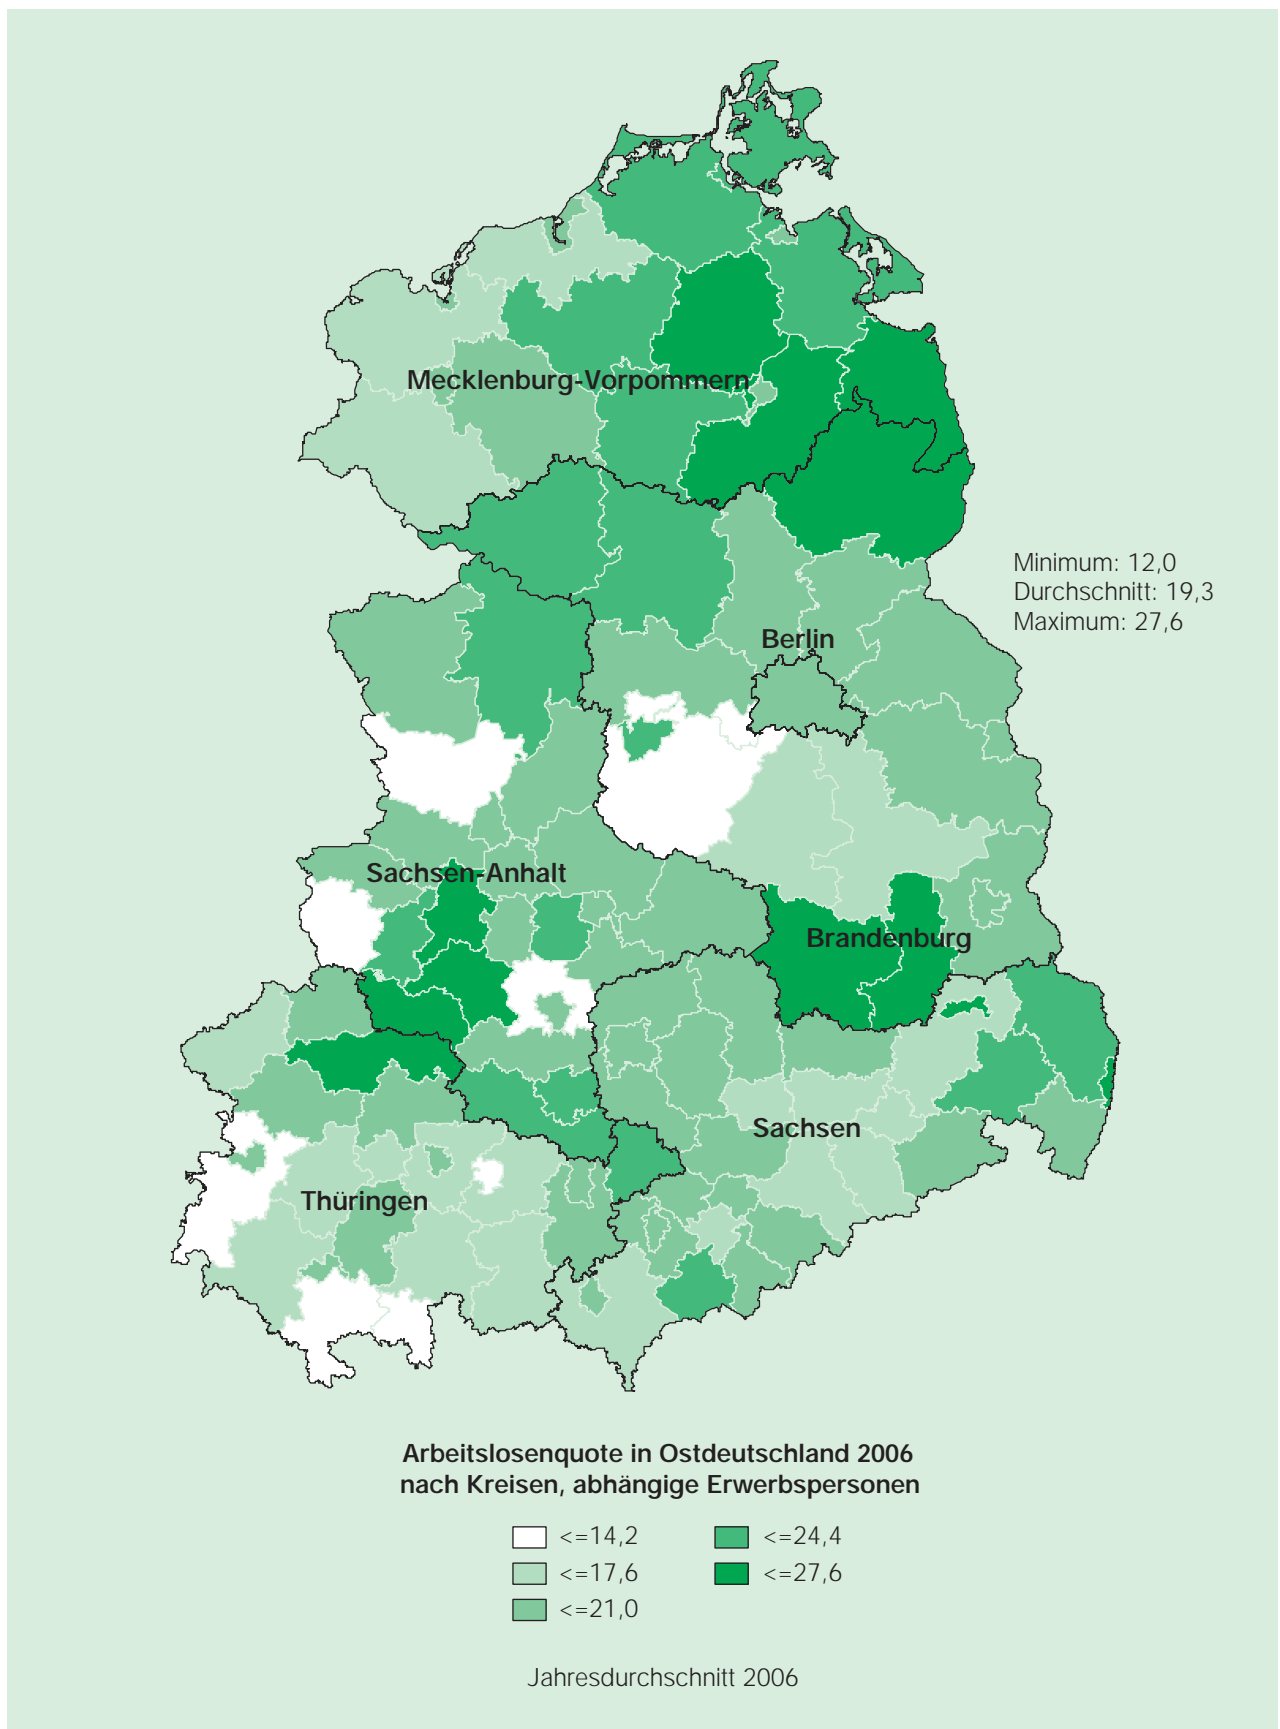 Mecklenburg-Vorpommern
Minimum: 12,0
Durchschnitt: 19,3
Maximum: 27,6
Berlin
Sachsen-Anhalt
Brandenburg
Sachsen
Thüringen
Arbeitslosenquote in Ostdeutschland 2006
nach Kreisen, abhängige Erwerbspersonen
<=14,2
<=17,6
<=21,0
<=24,4
<=27,6
Jahresdurchschnitt 2006